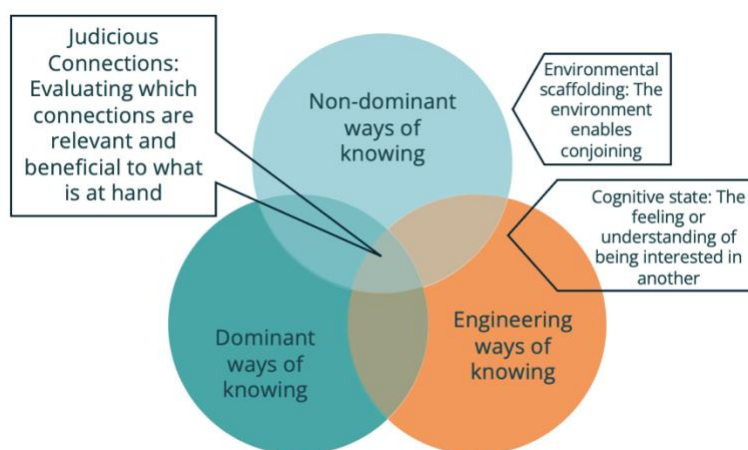 Judicious
Connections:
Evaluating which
connections are
relevant and
beneficial to what
is at hand
Non-dominant
ways of
knowing
Environmental
scaffolding: The
environment
enables
conjoining
Cognitive state: The
feeling or
understanding of
being interested in
another
Dominant
ways of
knowing
Engineering
ways of
knowing